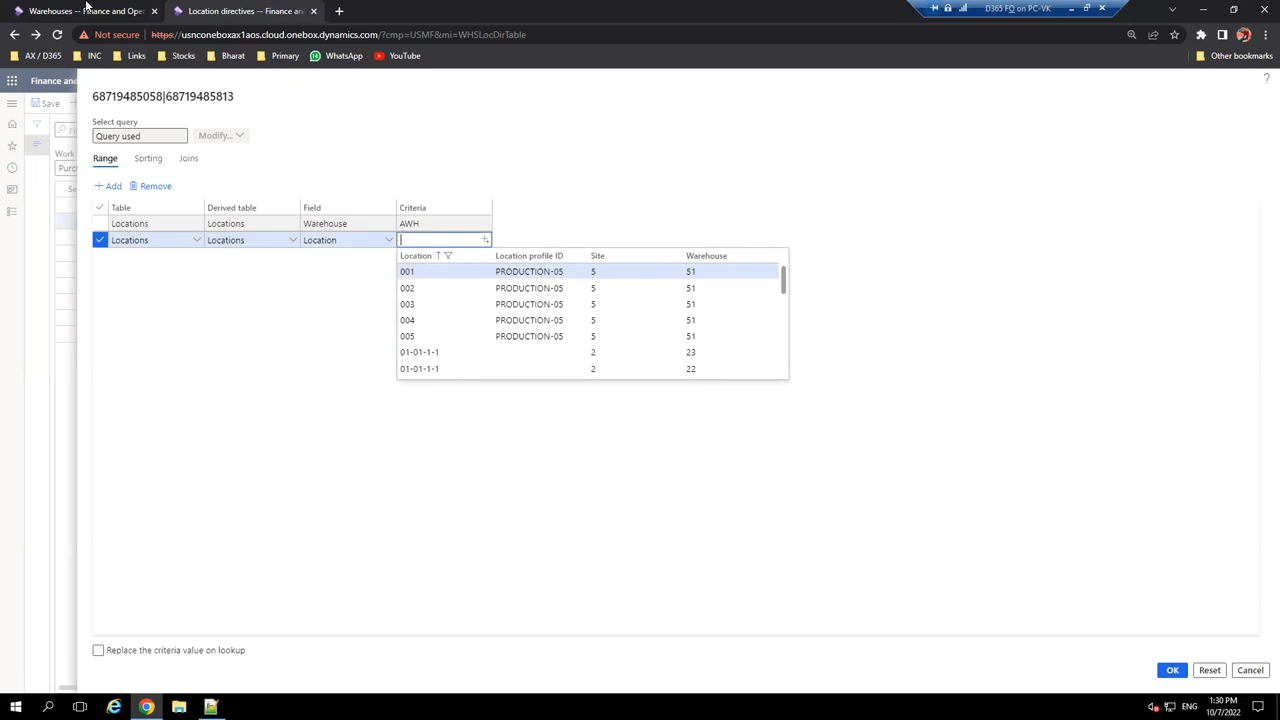 Warehouses -- Finance and Oper
Location directives -- Finance an
D365 FO on PC-VK
Not secure
https://usnconeboxax1aos.cloud.onebox.dynamics.com/?cmp=USMF&mi=WHSLocDirTable
AX / D365
INC
Links
Stocks
Bharat
Primary
WhatsApp
YouTube
Other bookmarks
Finance and
?
Save
68719485058|68719485813
Select query
Query used
Modify...
Range Sorting Joins
Add Remove
Table Derived table Field Criteria
Locations Locations Warehouse AWH
Locations Locations Location
Location Location profile ID Site Warehouse
001 PRODUCTION-05 5 51
002 PRODUCTION-05 5 51
003 PRODUCTION-05 5 51
004 PRODUCTION-05 5 51
005 PRODUCTION-05 5 51
01-01-1-1 2 23
01-01-1-1 2 22
Fil
Work
Purch
Se
Replace the criteria value on lookup
OK Reset Cancel
ENG
1:30 PM
10/7/2022